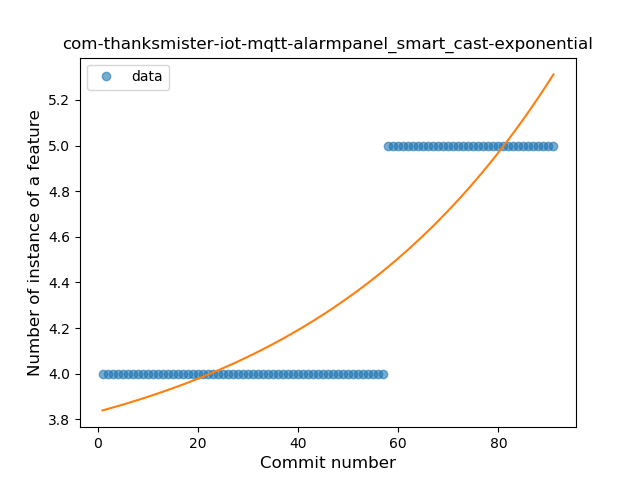 com-thanksmister-iot-mqtt-alarmpanel_smart_cast-exponential
data
Number of instance of a feature
5.2
5.0
4.8
4.6
4.4
4.2
4.0
3.8
0 20 40 60 80
Commit number